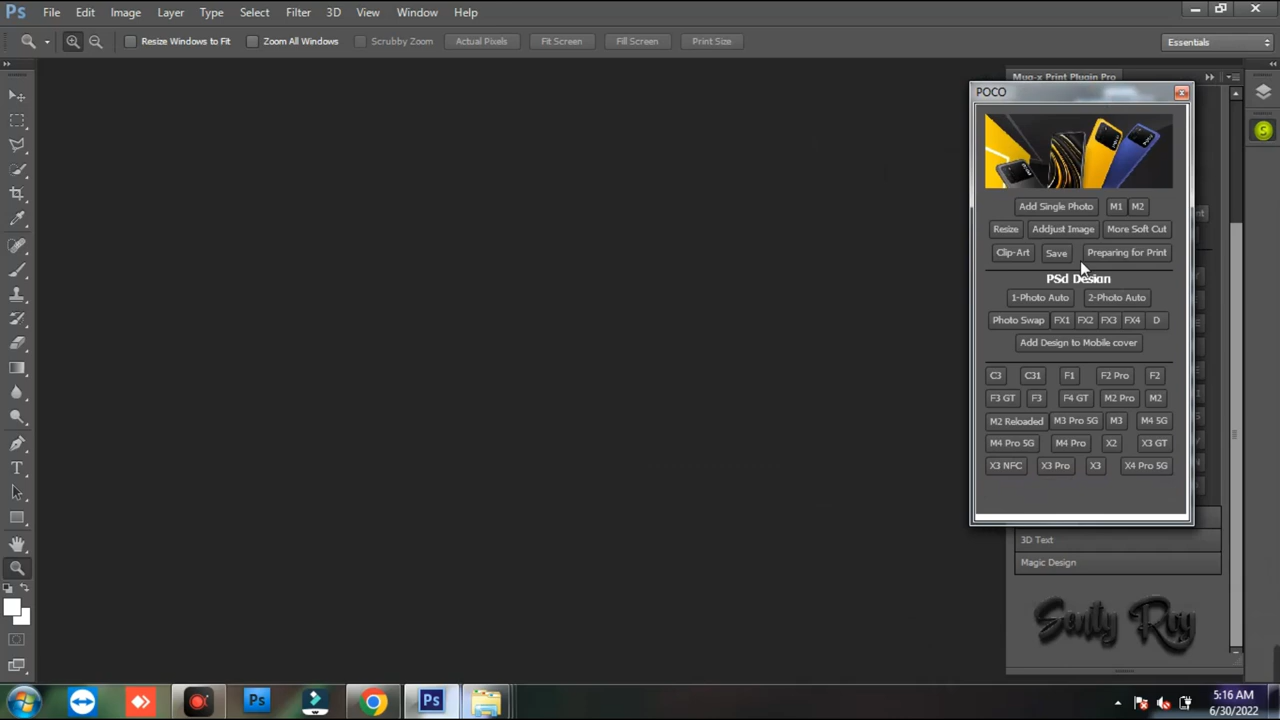 Ps File Edit Image Layer Type Select Filter 3D View Window Help
Resize Windows to Fit Zoom All Windows Scrubby Zoom Actual Pixels Fit Screen Fill Screen Print Size Essentials
Mug-x Print Plugin Pro
POCO
Add Single Photo M1 M2
Resize Addjust Image More Soft Cut
Clip-Art Save Preparing for Print
PSd Design
1-Photo Auto 2-Photo Auto
Photo Swap FX1 FX2 FX3 FX4 D
Add Design to Mobile cover
C3 C31 F1 F2 Pro F2
F3 GT F3 F4 GT M2 Pro M2
M2 Reloaded M3 Pro 5G M3 M4 5G
M4 Pro 5G M4 Pro X2 X3 GT
X3 NFC X3 Pro X3 X4 Pro 5G
3D Text
Magic Design
Senty Roy
Ps Ps
5:16 AM
6/30/2022